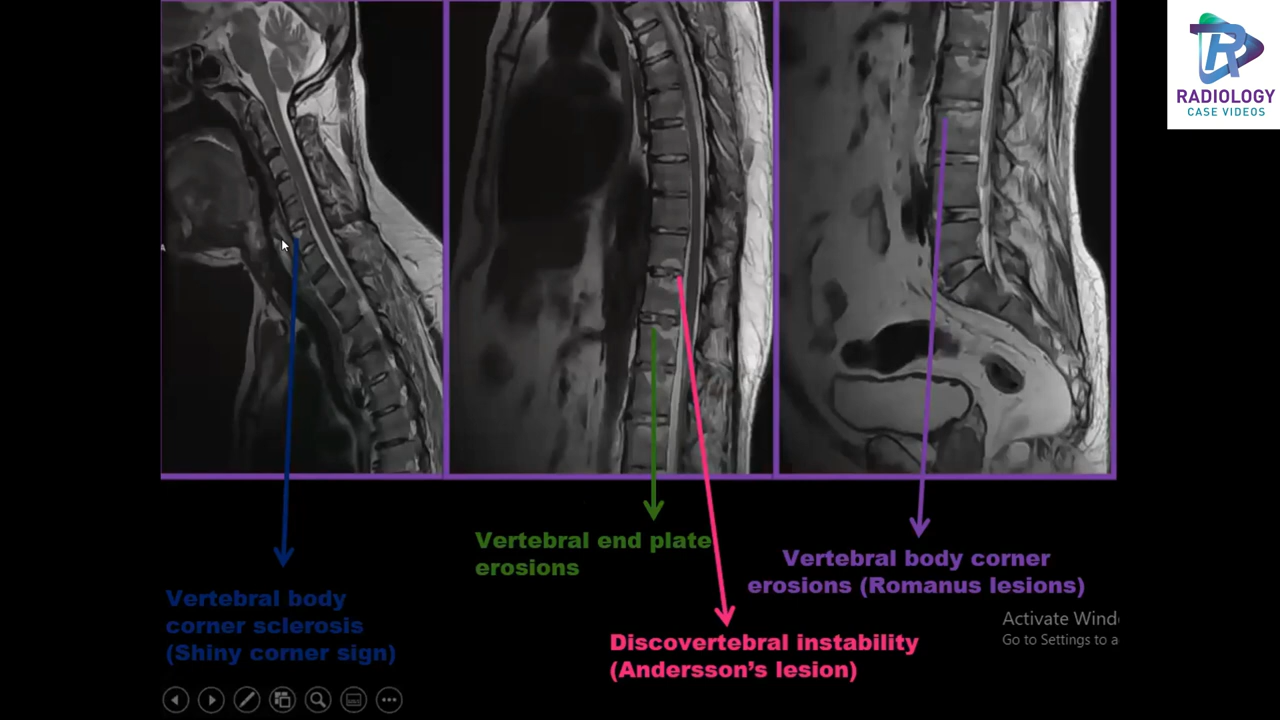 RADIOLOGY
CASE VIDEOS
A
Vertebral end plate
erosions
Vertebral body corner
erosions (Romanus lesions)
Vertebral body
corner sclerosis
(Shiny corner sign)
Discovertebral instability
(Andersson's lesion)
Activate Wind
Go to Settings to a